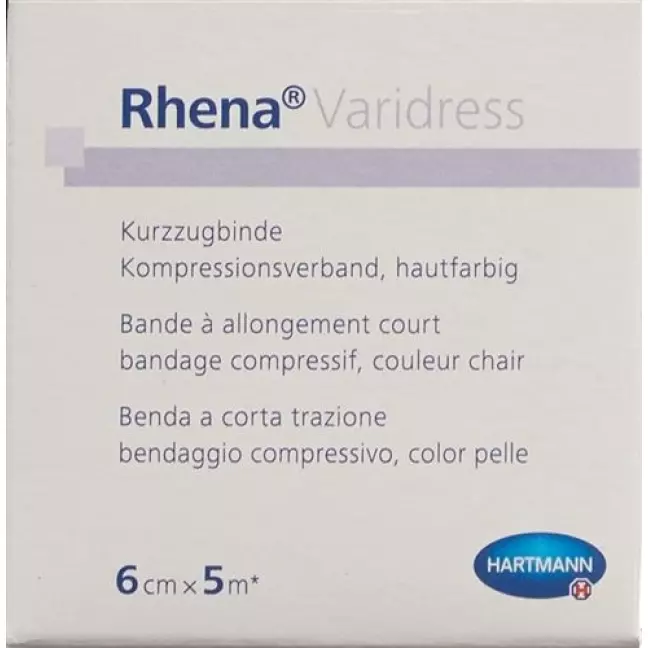 Rhena® Varidress
Kurzzugbinde
Kompressionsverband, hautfarbig
Bande à allongement court
bandage compressif, couleur chair
Benda a corta trazione
bendaggio compressivo, color pelle
6 cm x 5 m*
HARTMANN
H